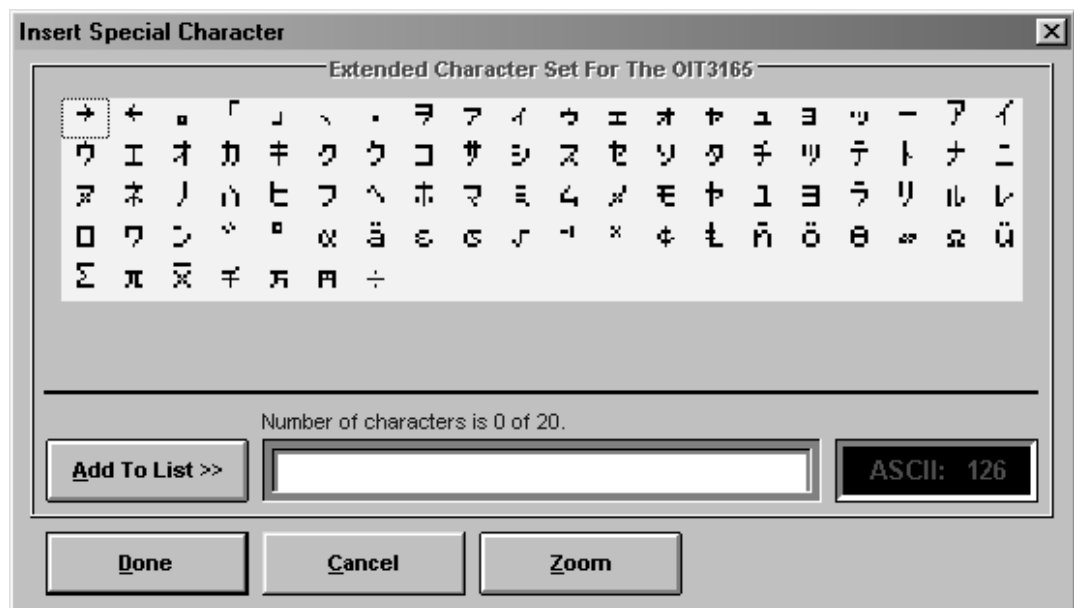 Insert Special Character
Extended Character Set For The OIT3165
→ ← 。 「 」 、 ・ ヲ ァ ィ ゥ ェ ォ ャ ュ ョ ッ ー ア イ
ウ エ オ カ キ ク ケ コ サ シ ス セ ソ タ チ ツ テ ト ナ ニ
ヌ ネ ノ ハ ヒ フ ヘ ホ マ ミ ム メ モ ヤ ユ ヨ ラ リ ル レ
ロ ワ ン ゛ ゜ α ä ε σ √ ⁻¹ ˣ ¢ Ł ñ ö θ ∞ Ω ü
Σ π x̄ 千 万 円 ÷
Number of characters is 0 of 20.
Add To List >>
ASCII: 126
Done Cancel Zoom